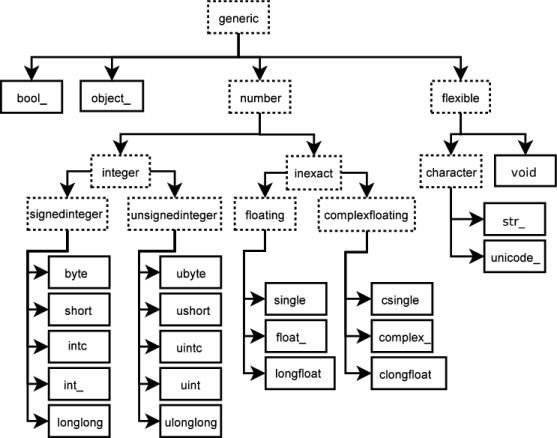 generic
bool_
object_
number
flexible
integer
inexact
character
void
signedinteger
unsignedinteger
floating
complexfloating
str_
unicode_
byte
ubyte
short
ushort
single
csingle
intc
uintc
float_
complex_
int_
uint
longfloat
clongfloat
longlong
ulonglong